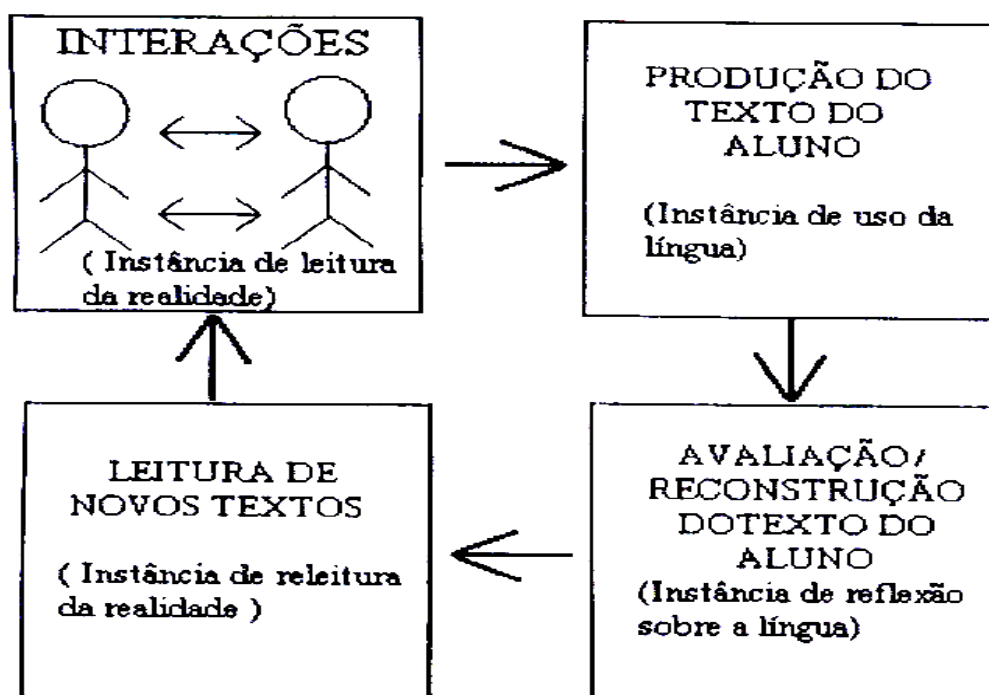 INTERAÇÕES
( Instância de leitura
da realidade)
PRODUÇÃO DO
TEXTO DO
ALUNO
(Instância de uso da
língua)
AVALIAÇÃO/
RECONSTRUÇÃO
DOTEXTO DO
ALUNO
(Instância de reflexão
sobre a língua)
LEITURA DE
NOVOS TEXTOS
( Instância de releitura
da realidade )